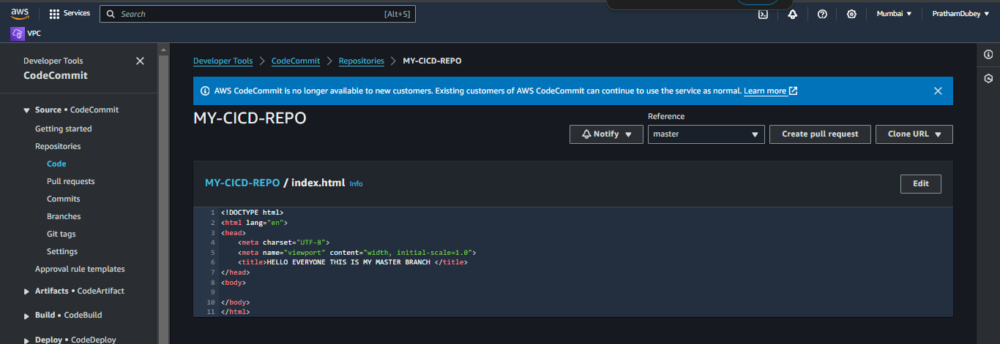 aws Services Search [Alt+S] Mumbai ▼ PrathamDubey ▼
VPC
Developer Tools
CodeCommit
Source • CodeCommit
Getting started
Repositories
Code
Pull requests
Commits
Branches
Git tags
Settings
Approval rule templates
Artifacts • CodeArtifact
Build • CodeBuild
Deploy • CodeDeploy
Developer Tools > CodeCommit > Repositories > MY-CICD-REPO
AWS CodeCommit is no longer available to new customers. Existing customers of AWS CodeCommit can continue to use the service as normal. Learn more
MY-CICD-REPO
Reference
Notify ▼ master ▼ Create pull request Clone URL ▼
MY-CICD-REPO / index.html Info Edit
1 <!DOCTYPE html>
2 <html lang="en">
3 <head>
4     <meta charset="UTF-8">
5     <meta name="viewport" content="width, initial-scale=1.0">
6     <title>HELLO EVERYONE THIS IS MY MASTER BRANCH </title>
7 </head>
8 <body>
9
10 </body>
11 </html>